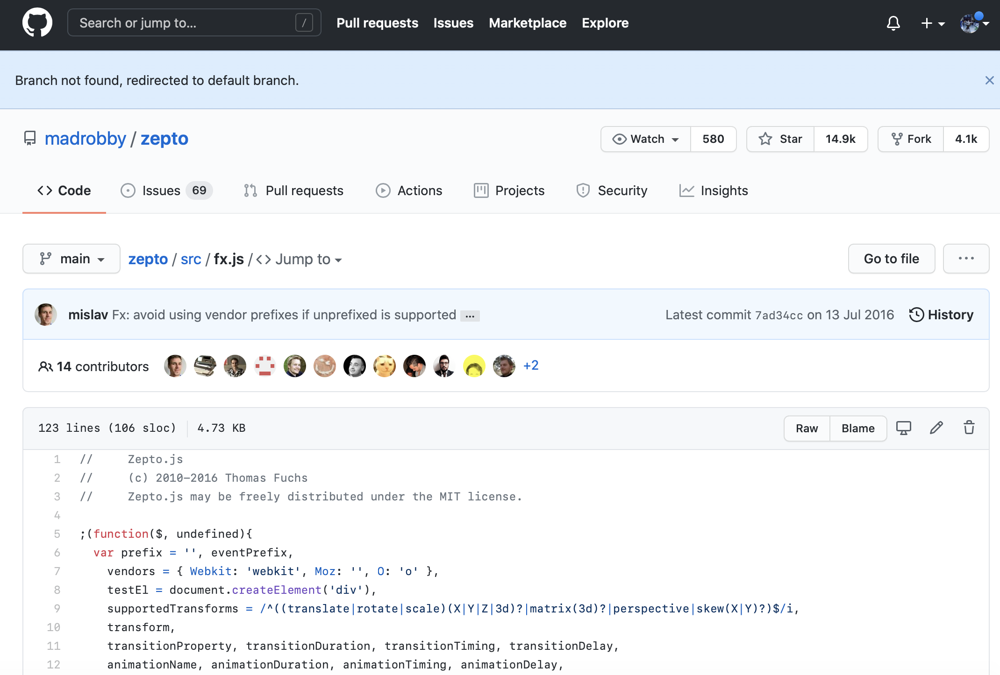 Search or jump to... /
Pull requests Issues Marketplace Explore
Branch not found, redirected to default branch.
madrobby / zepto
Watch 580
Star 14.9k
Fork 4.1k
Code
Issues 69
Pull requests
Actions
Projects
Security
Insights
main
zepto / src / fx.js / <> Jump to
Go to file
...
mislav Fx: avoid using vendor prefixes if unprefixed is supported ...
Latest commit 7ad34cc on 13 Jul 2016
History
14 contributors
+2
123 lines (106 sloc) 4.73 KB
Raw Blame
1 //     Zepto.js
2 //     (c) 2010-2016 Thomas Fuchs
3 //     Zepto.js may be freely distributed under the MIT license.
4
5 ;(function($, undefined){
6   var prefix = '', eventPrefix,
7     vendors = { Webkit: 'webkit', Moz: '', O: 'o' },
8     testEl = document.createElement('div'),
9     supportedTransforms = /^((translate|rotate|scale)(X|Y|Z|3d)?|matrix(3d)?|perspective|skew(X|Y)?)$/i,
10     transform,
11     transitionProperty, transitionDuration, transitionTiming, transitionDelay,
12     animationName, animationDuration, animationTiming, animationDelay,